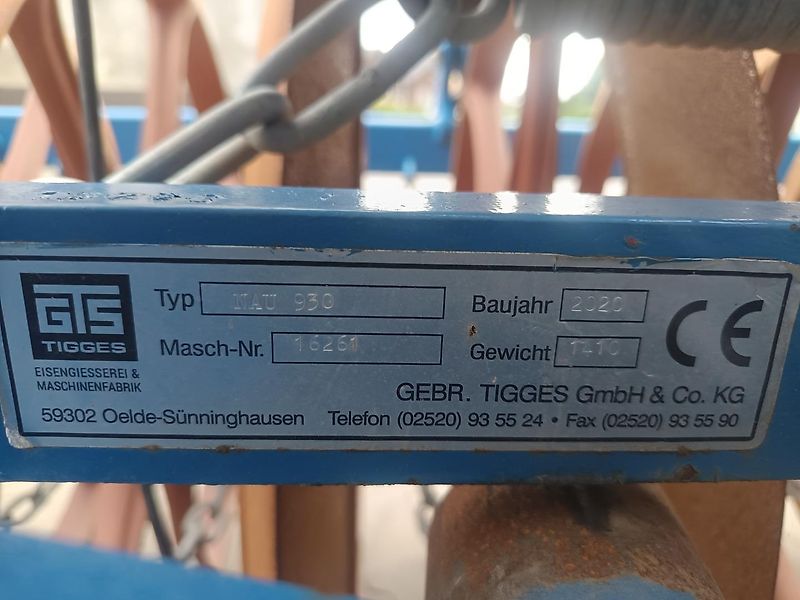 GTS
TIGGES
EISENGIESSEREI &
MASCHINENFABRIK
Typ MAU 930
Baujahr 2020
Masch-Nr. 16261
Gewicht 1410
CE
GEBR. TIGGES GmbH & Co. KG
59302 Oelde-Sünninghausen Telefon (02520) 93 55 24 • Fax (02520) 93 55 90